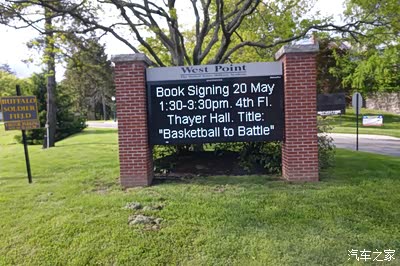 BUFFALO
SOLDIER
FIELD
West Point
Book Signing 20 May
1:30-3:30pm. 4th Fl.
Thayer Hall. Title:
"Basketball to Battle"
汽车之家